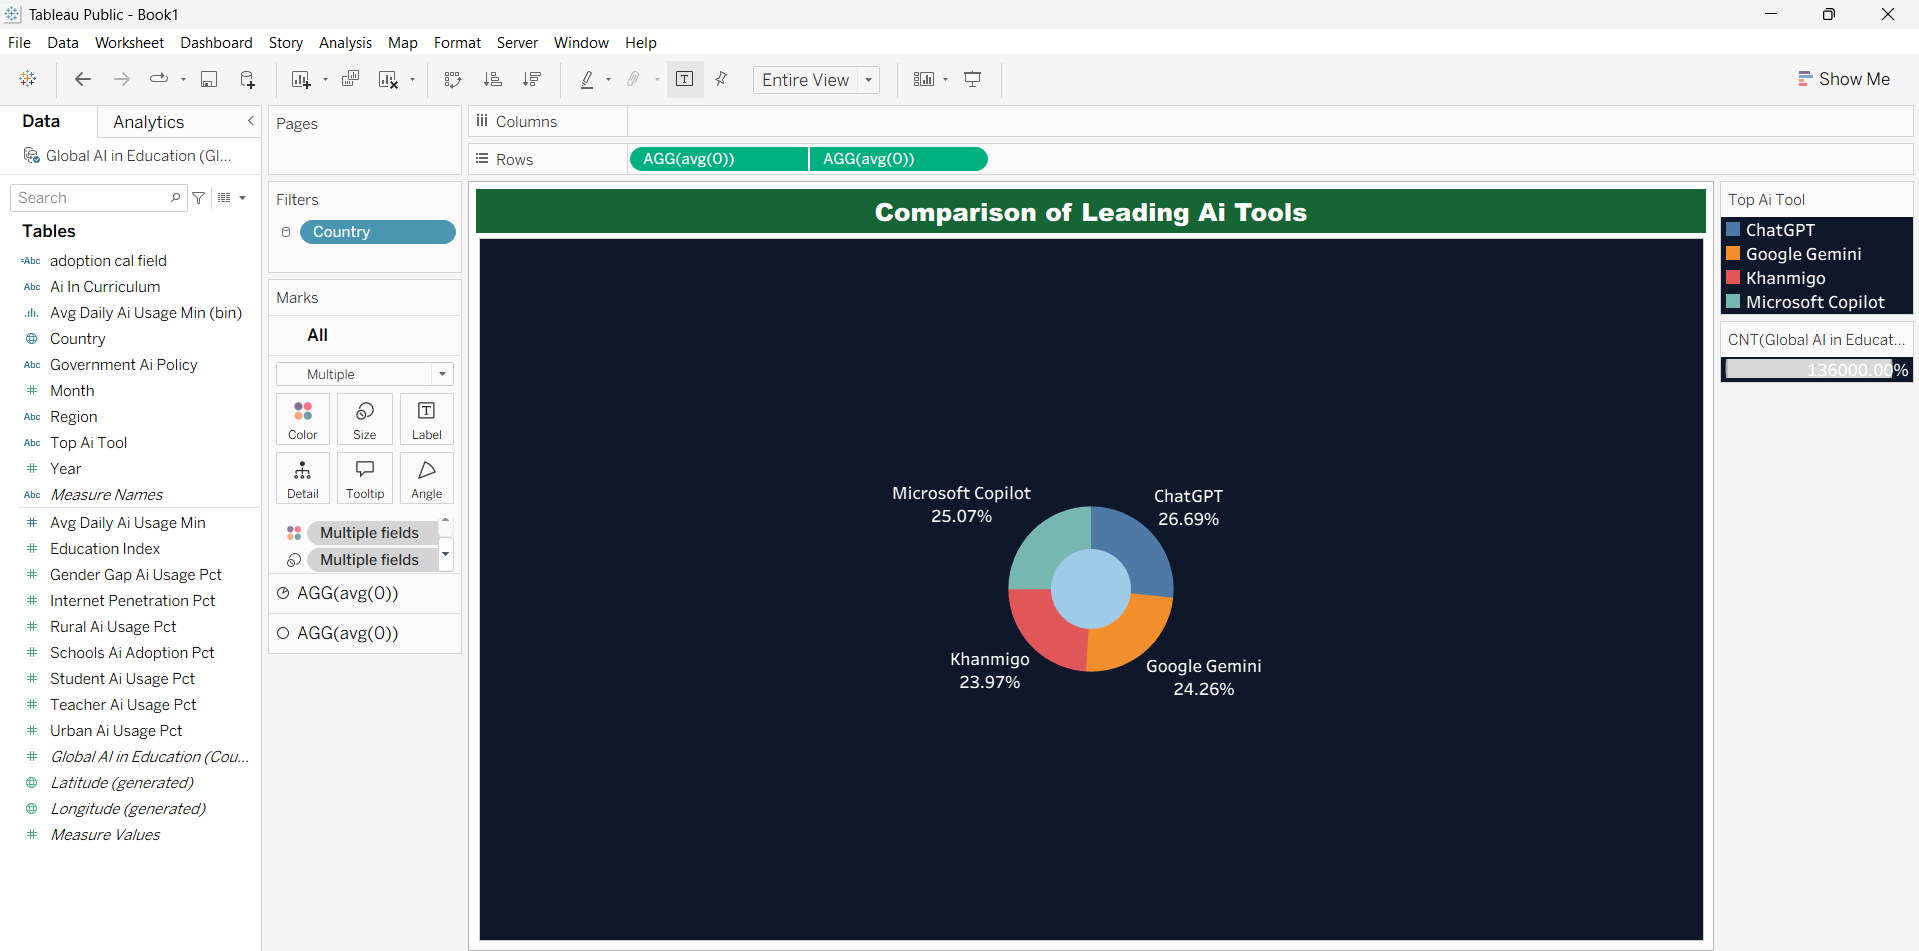 Tableau Public - Book1
File Data Worksheet Dashboard Story Analysis Map Format Server Window Help
Entire View
Show Me
Data Analytics
Global AI in Education (Gl...
Search
Tables
=Abc adoption cal field
Abc Ai In Curriculum
Avg Daily Ai Usage Min (bin)
Country
Abc Government Ai Policy
# Month
Abc Region
Abc Top Ai Tool
# Year
Abc Measure Names
# Avg Daily Ai Usage Min
# Education Index
# Gender Gap Ai Usage Pct
# Internet Penetration Pct
# Rural Ai Usage Pct
# Schools Ai Adoption Pct
# Student Ai Usage Pct
# Teacher Ai Usage Pct
# Urban Ai Usage Pct
# Global AI in Education (Cou...
Latitude (generated)
Longitude (generated)
# Measure Values
Pages
Filters
Country
Marks
All
Multiple
Color Size Label
Detail Tooltip Angle
Multiple fields
Multiple fields
AGG(avg(0))
AGG(avg(0))
Columns
Rows AGG(avg(0)) AGG(avg(0))
Comparison of Leading Ai Tools
Microsoft Copilot
25.07%
ChatGPT
26.69%
Khanmigo
23.97%
Google Gemini
24.26%
Top Ai Tool
ChatGPT
Google Gemini
Khanmigo
Microsoft Copilot
CNT(Global AI in Educat...
136000.00%